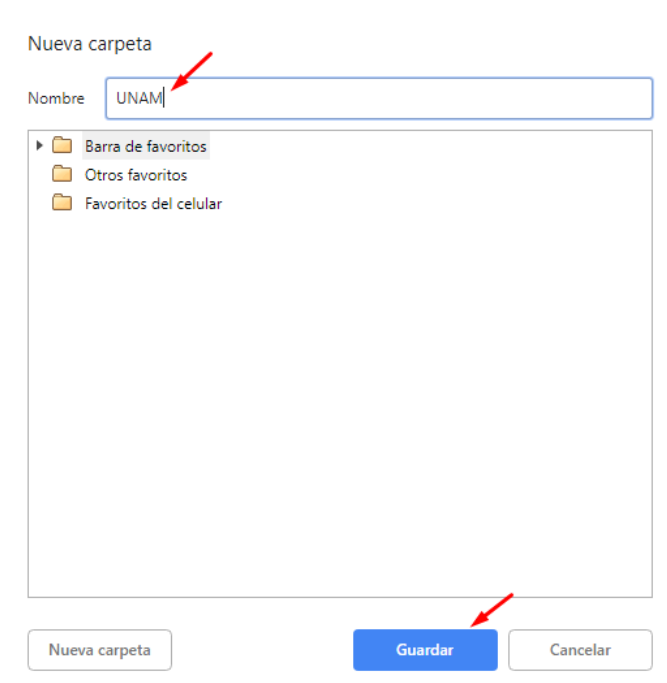 Nueva carpeta
Nombre UNAM
Barra de favoritos
Otros favoritos
Favoritos del celular
Nueva carpeta Guardar Cancelar